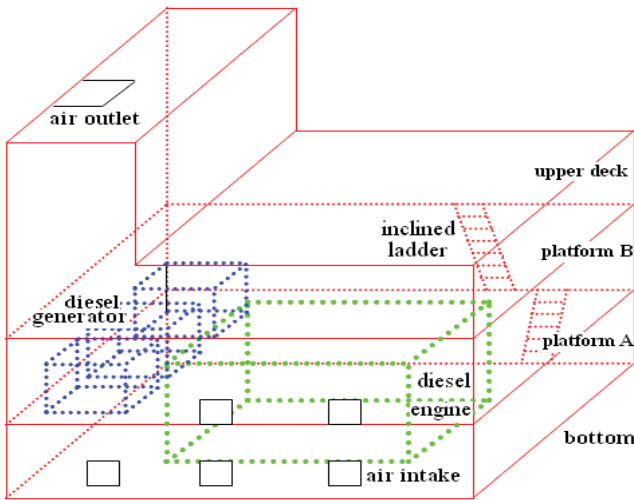 air outlet
upper deck
inclined
ladder
platform B
diesel
generator
platform A
diesel
engine
bottom
air intake